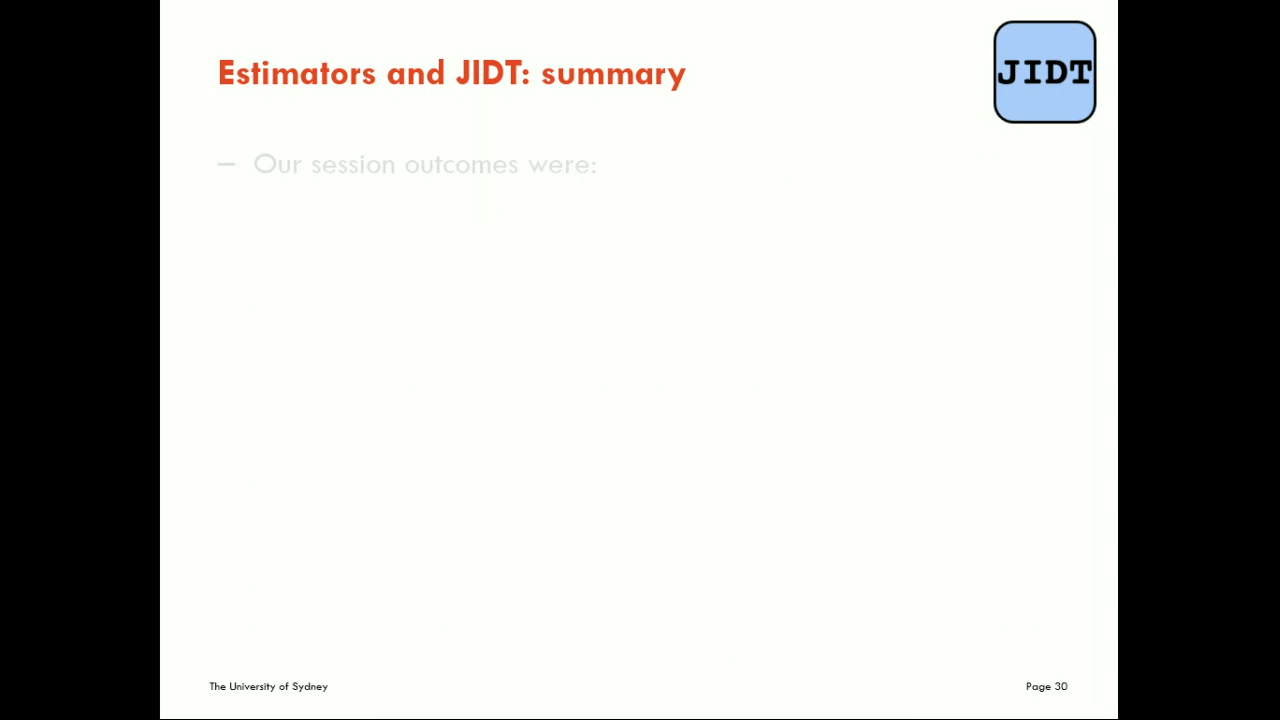 Estimators and JIDT: summary
JIDT
– Our session outcomes were:
The University of Sydney
Page 30